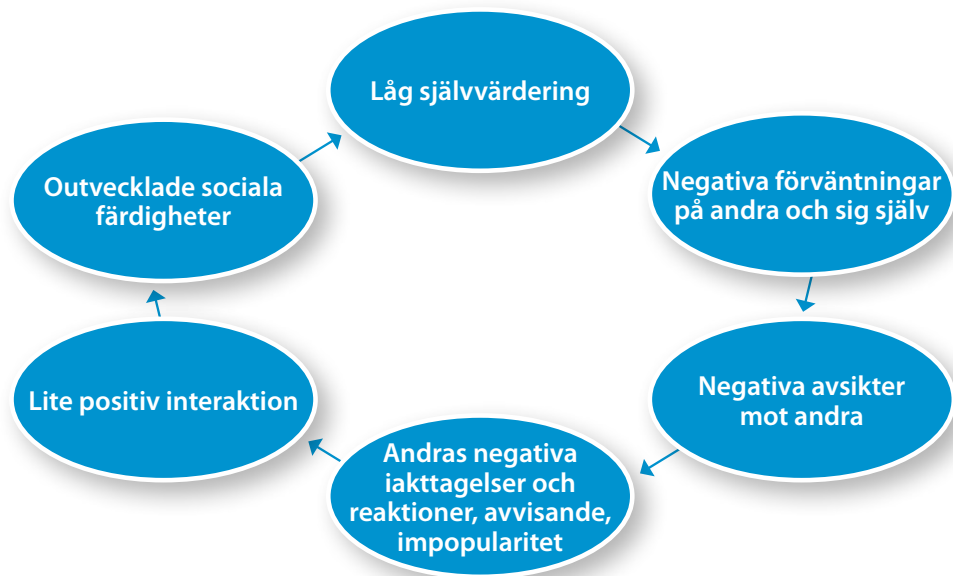 Låg självvärdering
Negativa förväntningar
på andra och sig själv
Negativa avsikter
mot andra
Andras negativa
iakttagelser och
reaktioner, avvisande,
impopularitet
Lite positiv interaktion
Outvecklade sociala
färdigheter